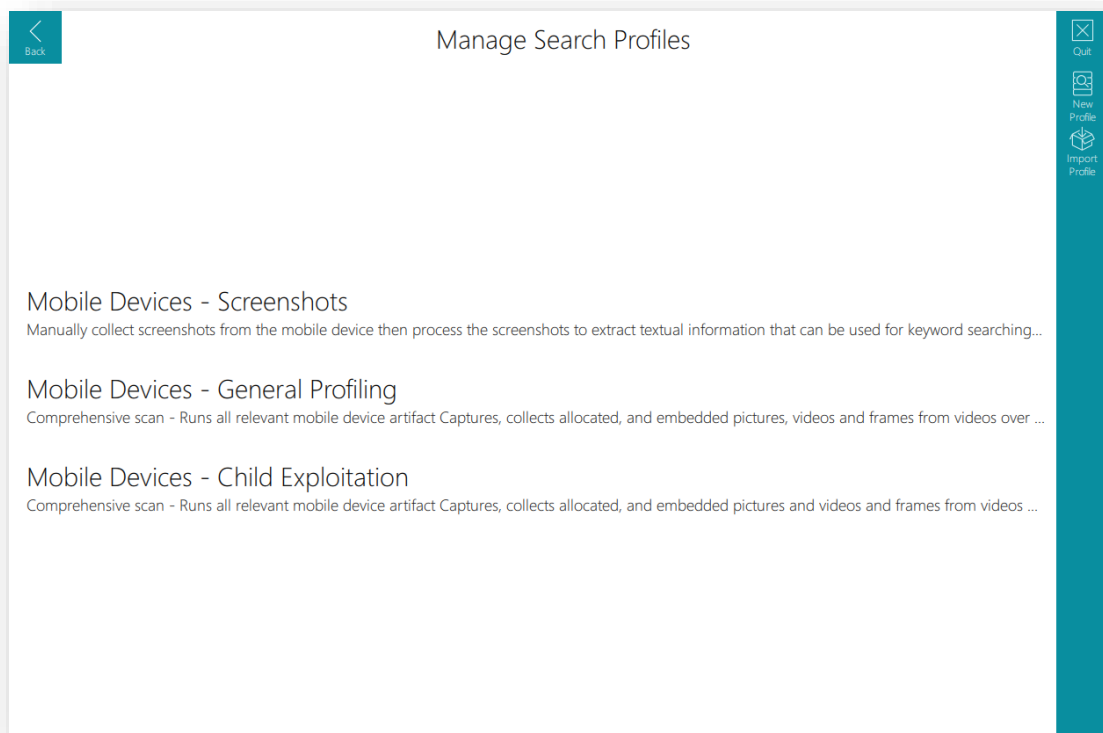 Back
Manage Search Profiles
Quit
New
Profile
Import
Profile
Mobile Devices - Screenshots
Manually collect screenshots from the mobile device then process the screenshots to extract textual information that can be used for keyword searching...
Mobile Devices - General Profiling
Comprehensive scan - Runs all relevant mobile device artifact Captures, collects allocated, and embedded pictures, videos and frames from videos over ...
Mobile Devices - Child Exploitation
Comprehensive scan - Runs all relevant mobile device artifact Captures, collects allocated, and embedded pictures and videos and frames from videos ...